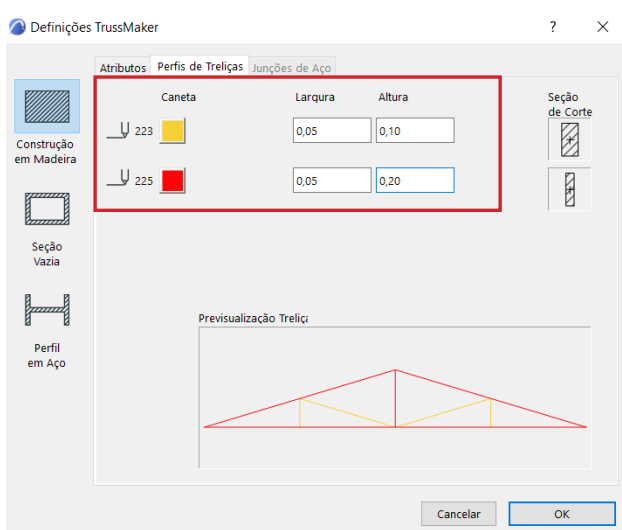 Definições TrussMaker
?
Atributos Perfis de Treliças Junções de Aço
Caneta Largura Altura Seção
de Corte
223 0,05 0,10
225 0,05 0,20
Construção
em Madeira
Seção
Vazia
Perfil
em Aço
Previsualização Treliça
Cancelar OK